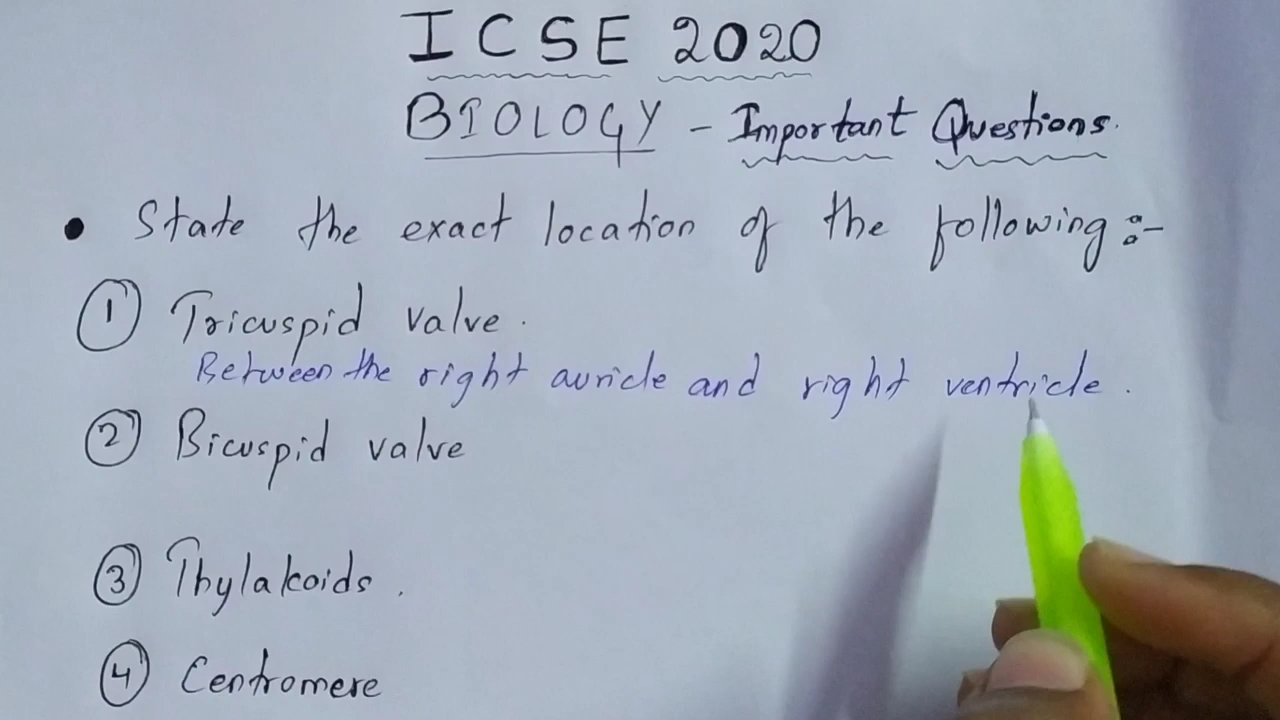 ICSE 2020
BIOLOGY - Important Questions.
• State the exact location of the following :-
① Tricuspid valve.
Between the right auricle and right ventricle.
② Bicuspid valve
③ Thylakoids.
④ Centromere